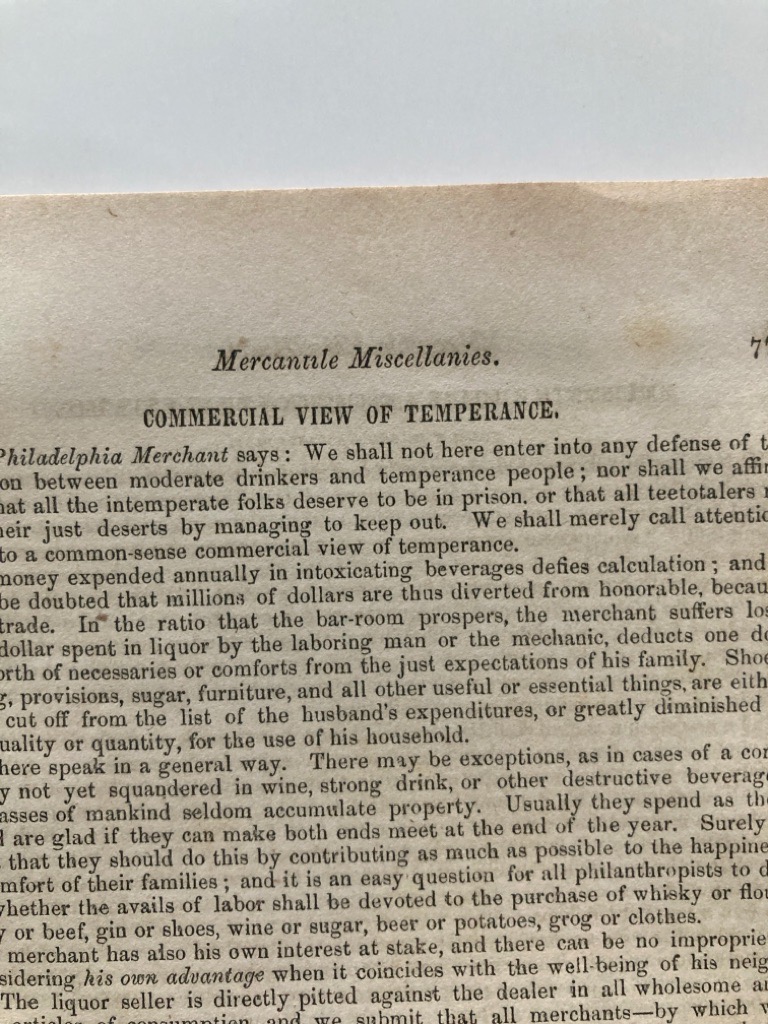 Mercantile Miscellanies.
COMMERCIAL VIEW OF TEMPERANCE.
Philadelphia Merchant says: We shall not here enter into any defense of
on between moderate drinkers and temperance people; nor shall we
all the intemperate folks deserve to be in prison. or that all teetotalers
just deserts by managing to keep out. We shall merely call
to a common-sense commercial view of temperance.
money expended annually in intoxicating beverages defies calculation; and
be doubted that millions of dollars are thus diverted from honorable,
trade. In the ratio that the bar-room prospers, the merchant suffers
dollar spent in liquor by the laboring man or the mechanic, deducts one
of necessaries or comforts from the just expectations of his family.
provisions, sugar, furniture, and all other useful or essential things, are
cut off from the list of the husband's expenditures, or greatly diminished
or quantity, for the use of his household.
here speak in a general way. There may be exceptions, as in cases of a
not yet squandered in wine, strong drink, or other destructive
of mankind seldom accumulate property. Usually they spend as
are glad if they can make both ends meet at the end of the year. Surely
that they should do this by contributing as much as possible to the
of their families; and it is an easy question for all philanthropists to
whether the avails of labor shall be devoted to the purchase of whisky or
or beef, gin or shoes, wine or sugar, beer or potatoes, grog or clothes.
merchant has also his own interest at stake, and there can be no
his own advantage when it coincides with the well-being of his
The liquor seller is directly pitted against the dealer in all wholesome
of consumption, and we submit that all merchants—by which